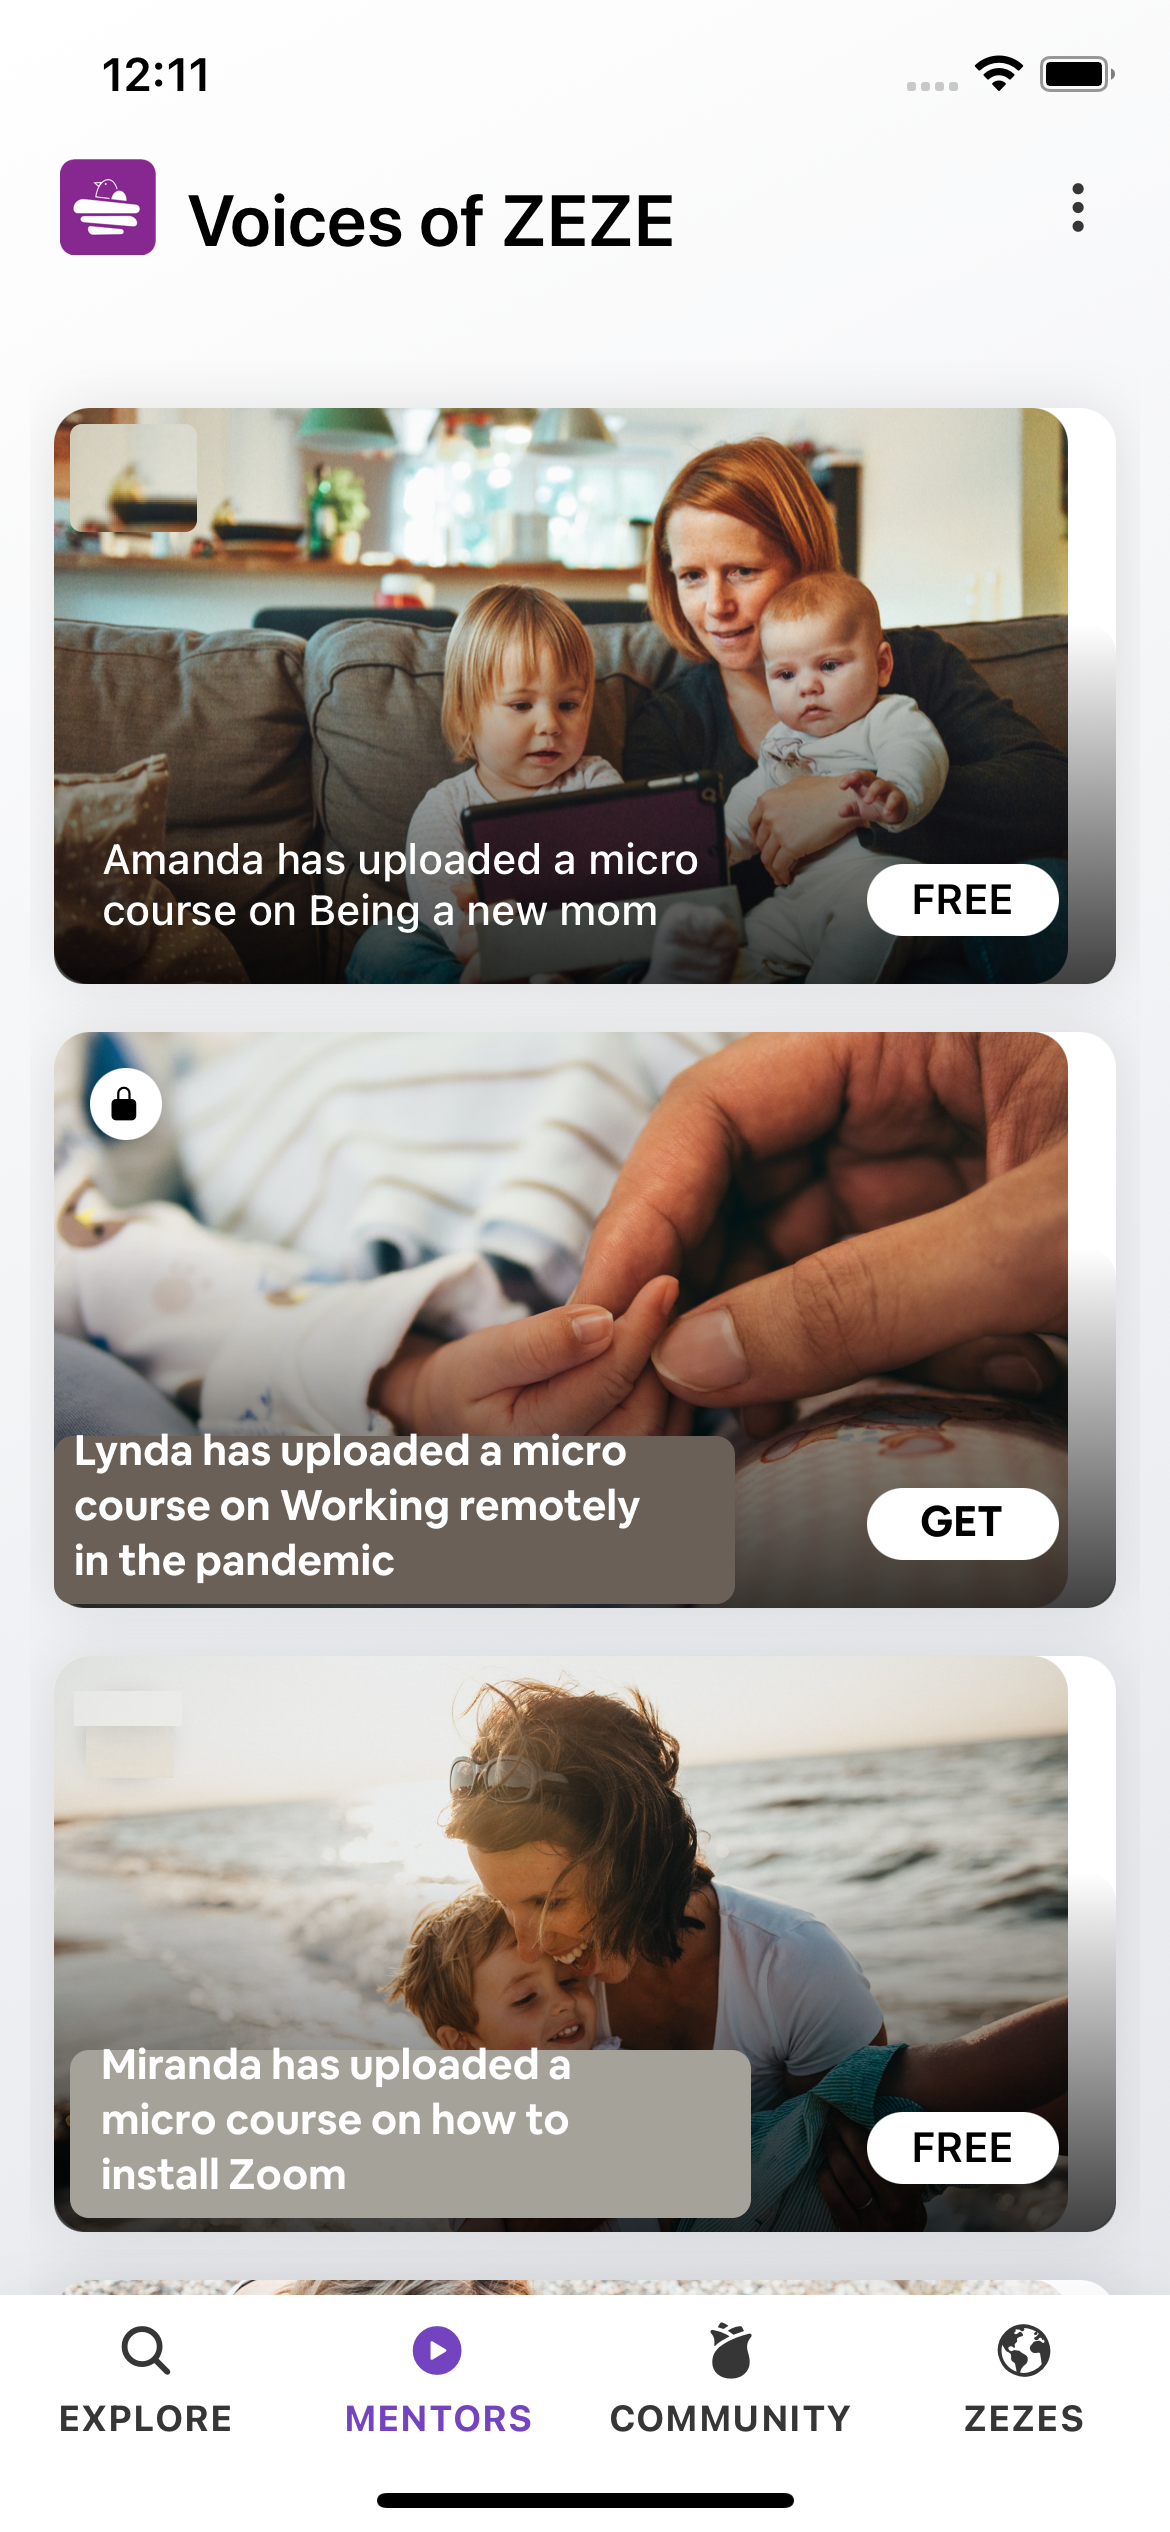 12:11
Voices of ZEZE
Amanda has uploaded a micro
course on Being a new mom
FREE
Lynda has uploaded a micro
course on Working remotely
in the pandemic
GET
Miranda has uploaded a
micro course on how to
install Zoom
FREE
EXPLORE
MENTORS
COMMUNITY
ZEZES